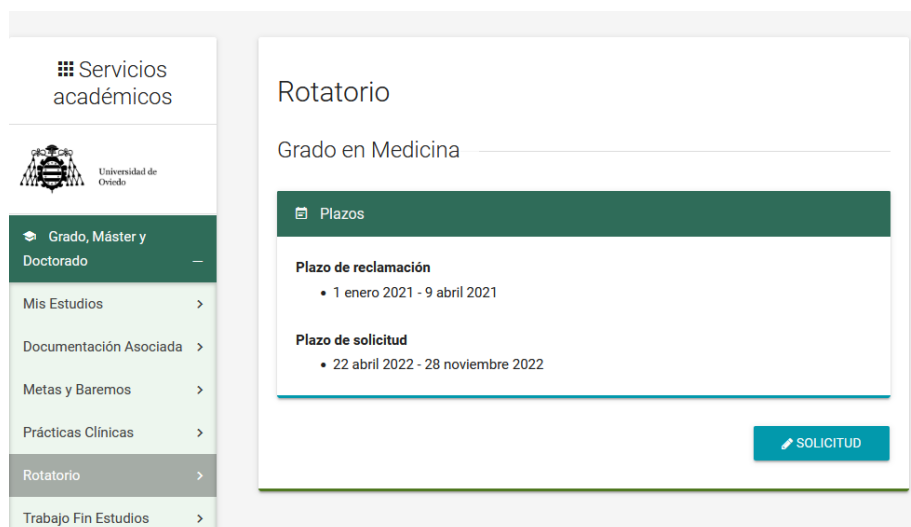 Servicios
académicos
Universidad de
Oviedo
Grado, Máster y
Doctorado
Mis Estudios
Documentación Asociada
Metas y Baremos
Prácticas Clínicas
Rotatorio
Trabajo Fin Estudios
Rotatorio
Grado en Medicina
Plazos
Plazo de reclamación
• 1 enero 2021 - 9 abril 2021
Plazo de solicitud
• 22 abril 2022 - 28 noviembre 2022
SOLICITUD